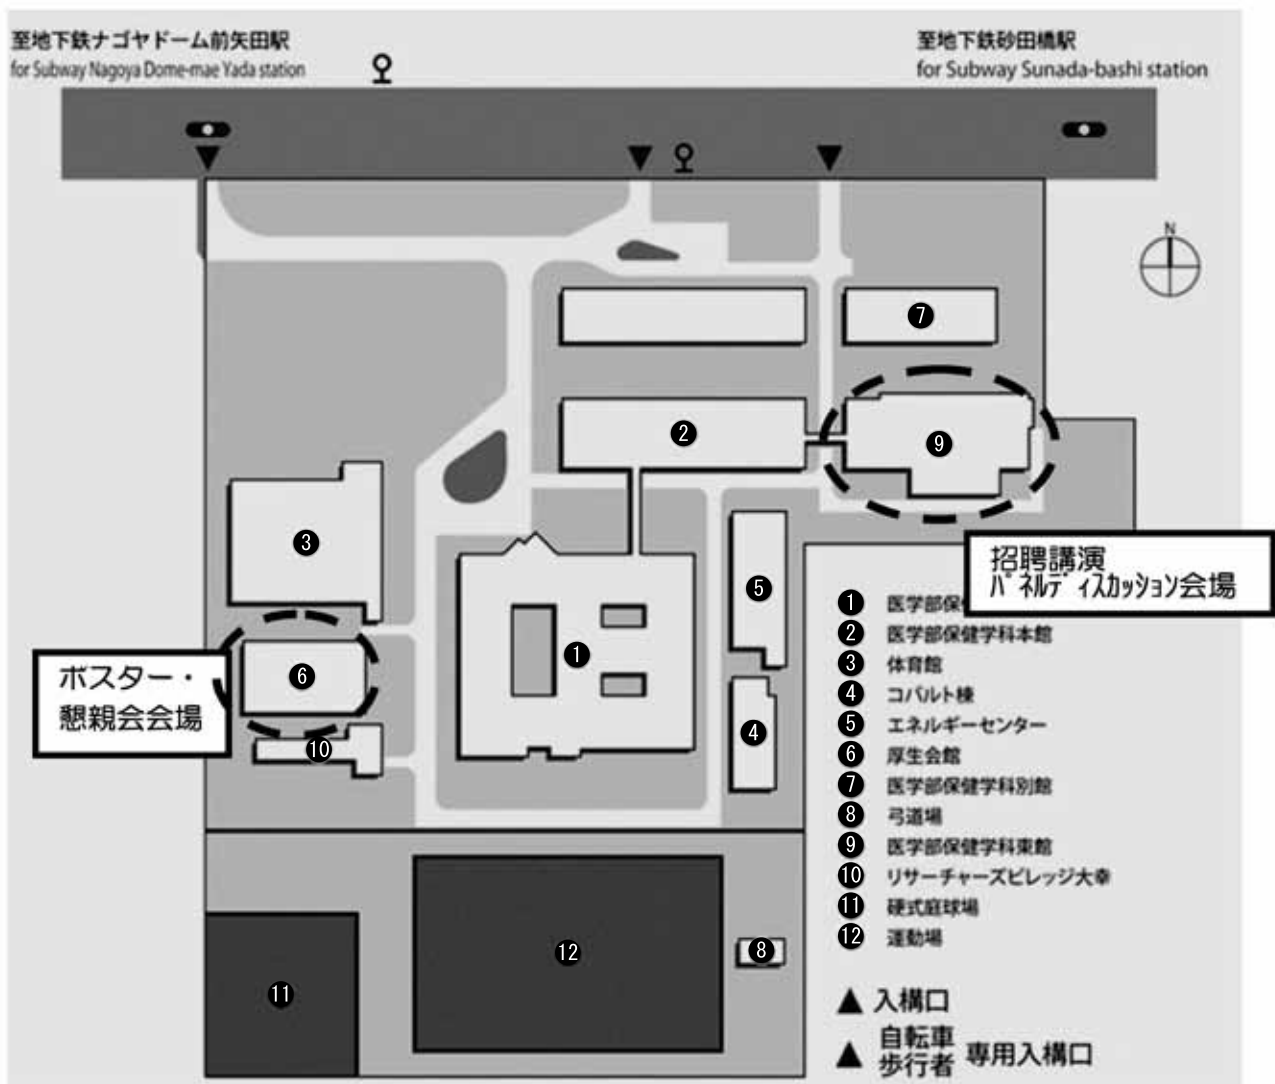 至地下鉄ナゴヤドーム前矢田駅
for Subway Nagoya Dome-mae Yada station
至地下鉄砂田橋駅
for Subway Sunada-bashi station
N
7
2
9
3
5
1
6
4
10
12
8
11
招聘講演
パネルディスカッション会場
ポスター・
懇親会会場
1 医学部保
2 医学部保健学科本館
3 体育館
4 コバルト棟
5 エネルギーセンター
6 厚生会館
7 医学部保健学科別館
8 弓道場
9 医学部保健学科東館
10 リサーチャーズビレッジ大幸
11 硬式庭球場
12 運動場
▲ 入構口
▲ 自転車
歩行者 専用入構口